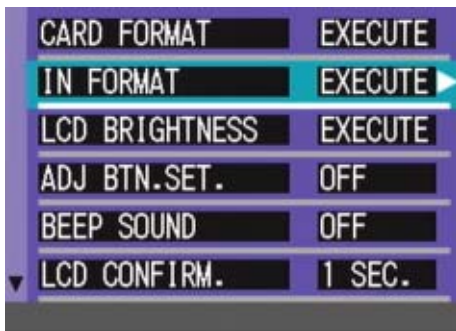 CARD FORMAT EXECUTE
IN FORMAT EXECUTE
LCD BRIGHTNESS EXECUTE
ADJ BTN.SET. OFF
BEEP SOUND OFF
LCD CONFIRM. 1 SEC.